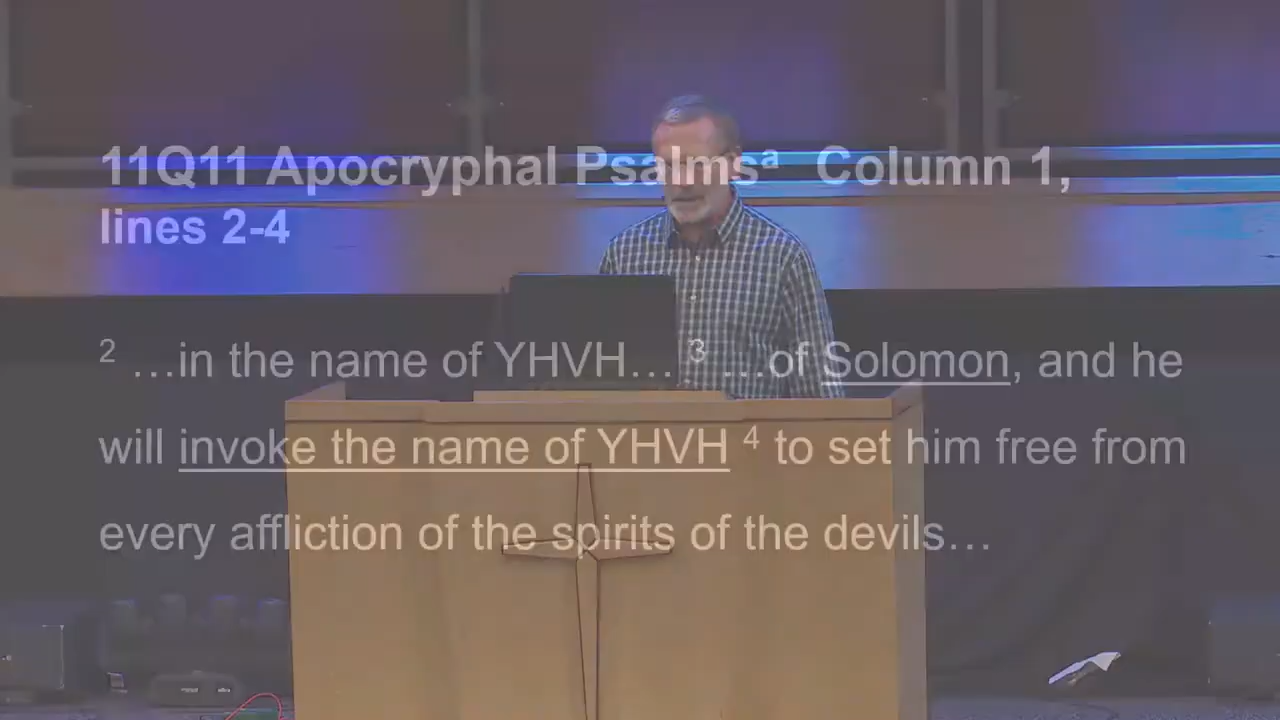 11Q11 Apocryphal Psalmsᵃ Column 1,
lines 2-4
² …in the name of YHVH… ³ …of Solomon, and he
will invoke the name of YHVH ⁴ to set him free from
every affliction of the spirits of the devils…